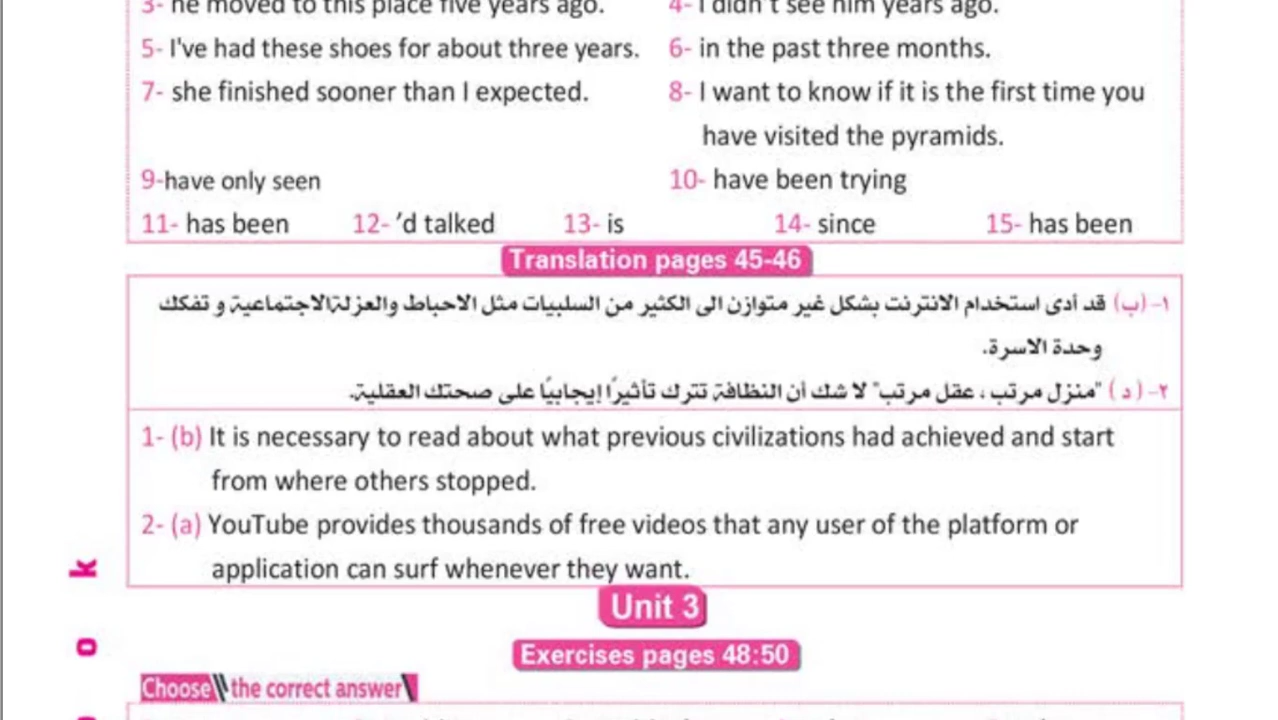 3- he moved to this place five years ago. 4- I didn't see him years ago.
5- I've had these shoes for about three years. 6- in the past three months.
7- she finished sooner than I expected. 8- I want to know if it is the first time you
have visited the pyramids.
9-have only seen 10- have been trying
11- has been 12- ’d talked 13- is 14- since 15- has been
Translation pages 45-46
١- (ب) قد أدى استخدام الانترنت بشكل غير متوازن الى الكثير من السلبيات مثل الاحباط والعزلةالاجتماعية و تفكك
وحدة الاسرة.
٢- (د) "منزل مرتب ، عقل مرتب" لا شك أن النظافة تترك تأثيرًا إيجابيًا على صحتك العقلية.
1- (b) It is necessary to read about what previous civilizations had achieved and start
from where others stopped.
2- (a) YouTube provides thousands of free videos that any user of the platform or
application can surf whenever they want.
k
o
Unit 3
Exercises pages 48:50
Choose the correct answer